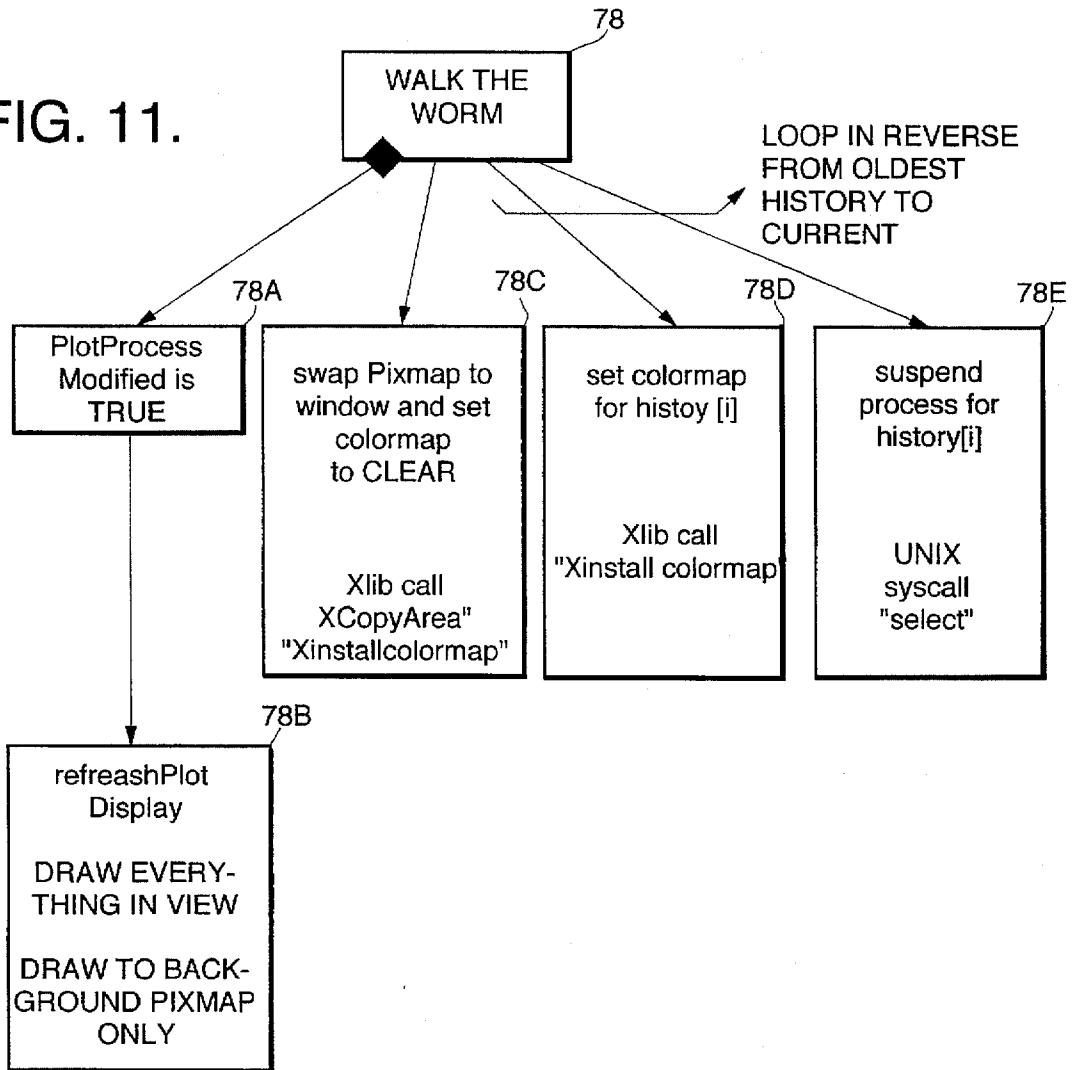 78
WALK THE
WORM
FIG. 11.
LOOP IN REVERSE
FROM OLDEST
HISTORY TO
CURRENT
78A
PlotProcess
Modified is
TRUE
78C
swap Pixmap to
window and set
colormap
to CLEAR
Xlib call
XCopyArea"
"Xinstallcolormap"
78D
set colormap
for histoy [i]
Xlib call
"Xinstall colormap
78E
suspend
process for
history[i]
UNIX
syscall
"select"
78B
refreashPlot
Display
DRAW EVERY-
THING IN VIEW
DRAW TO BACK-
GROUND PIXMAP
ONLY